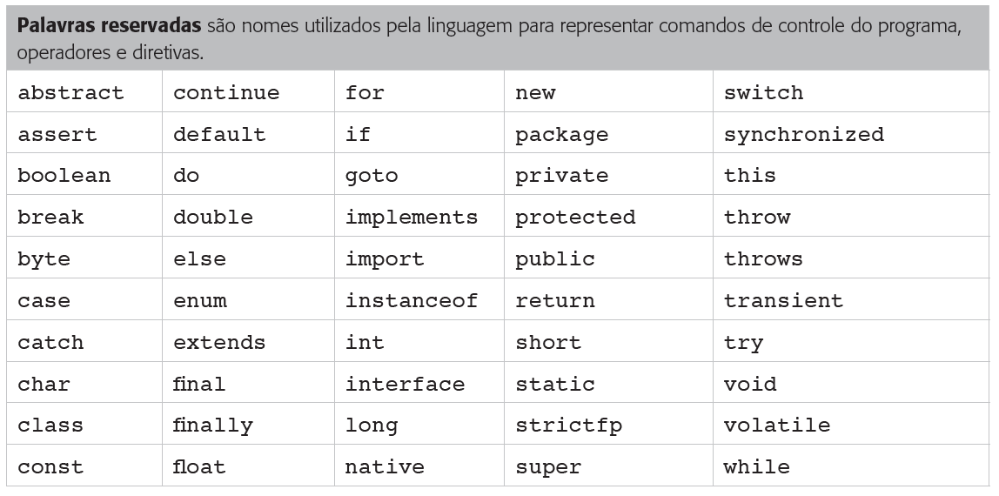 Palavras reservadas são nomes utilizados pela linguagem para representar comandos de controle do programa,
operadores e diretivas.
abstract continue for new switch
assert default if package synchronized
boolean do goto private this
break double implements protected throw
byte else import public throws
case enum instanceof return transient
catch extends int short try
char final interface static void
class finally long strictfp volatile
const float native super while